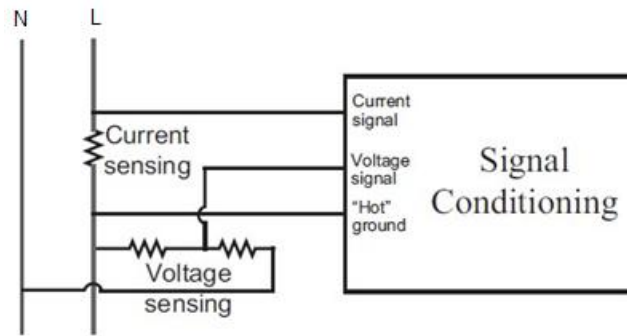 N L
Current
signal
Current
sensing
Voltage
signal
Signal
Conditioning
“Hot”
ground
Voltage
sensing